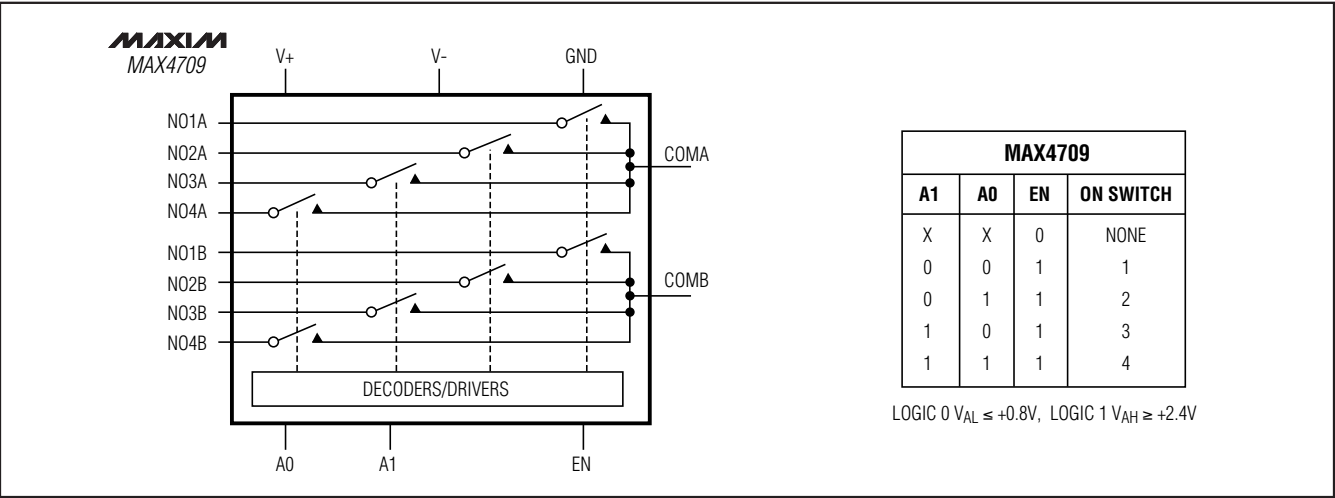 MAXIM
MAX4709
V+ V- GND
NO1A
NO2A
NO3A
NO4A
NO1B
NO2B
NO3B
NO4B
COMA
COMB
DECODERS/DRIVERS
A0 A1 EN
MAX4709
A1 A0 EN ON SWITCH
X X 0 NONE
0 0 1 1
0 1 1 2
1 0 1 3
1 1 1 4
LOGIC 0 VAL ≤ +0.8V, LOGIC 1 VAH ≥ +2.4V